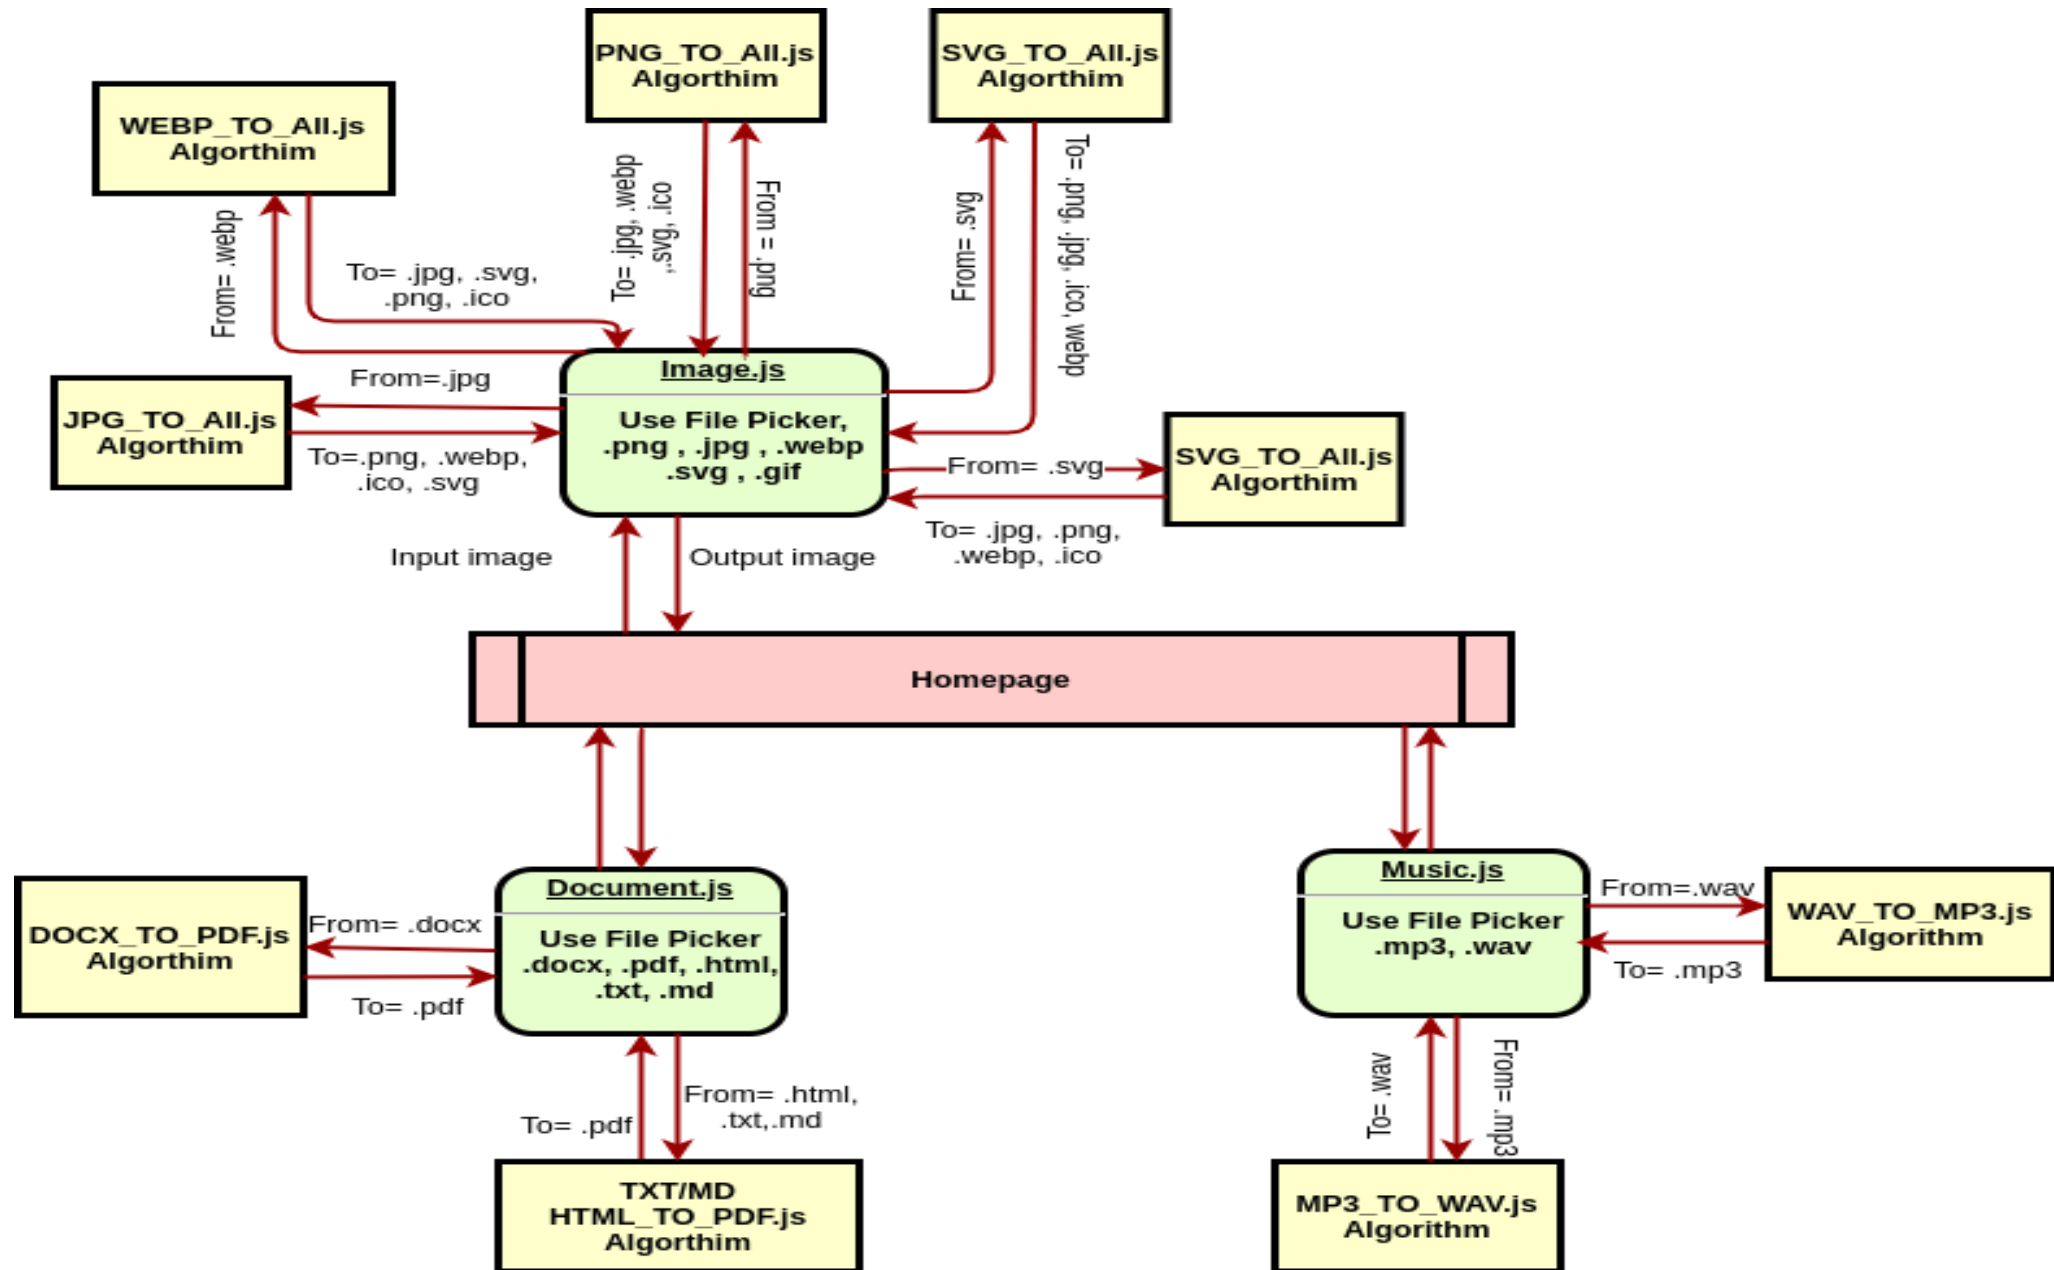 PNG_TO_All.js
Algorthim
SVG_TO_All.js
Algorthim
WEBP_TO_All.js
Algorthim
From= .webp
To= .jpg, .svg,
.png, .ico
To= .jpg, .webp
,.svg, .ico
From = .png
From= .svg
To= .png, .jpg, .ico, webp
JPG_TO_All.js
Algorthim
From=.jpg
To=.png, .webp,
.ico, .svg
Image.js
Use File Picker,
.png , .jpg , .webp
.svg , .gif
From= .svg
To= .jpg, .png,
.webp, .ico
SVG_TO_All.js
Algorthim
Input image
Output image
Homepage
DOCX_TO_PDF.js
Algorthim
From= .docx
To= .pdf
Document.js
Use File Picker
.docx, .pdf, .html,
.txt, .md
To= .pdf
From= .html,
.txt,.md
TXT/MD
HTML_TO_PDF.js
Algorthim
Music.js
Use File Picker
.mp3, .wav
From=.wav
To= .mp3
WAV_TO_MP3.js
Algorithm
To= .wav
From= .mp3
MP3_TO_WAV.js
Algorithm